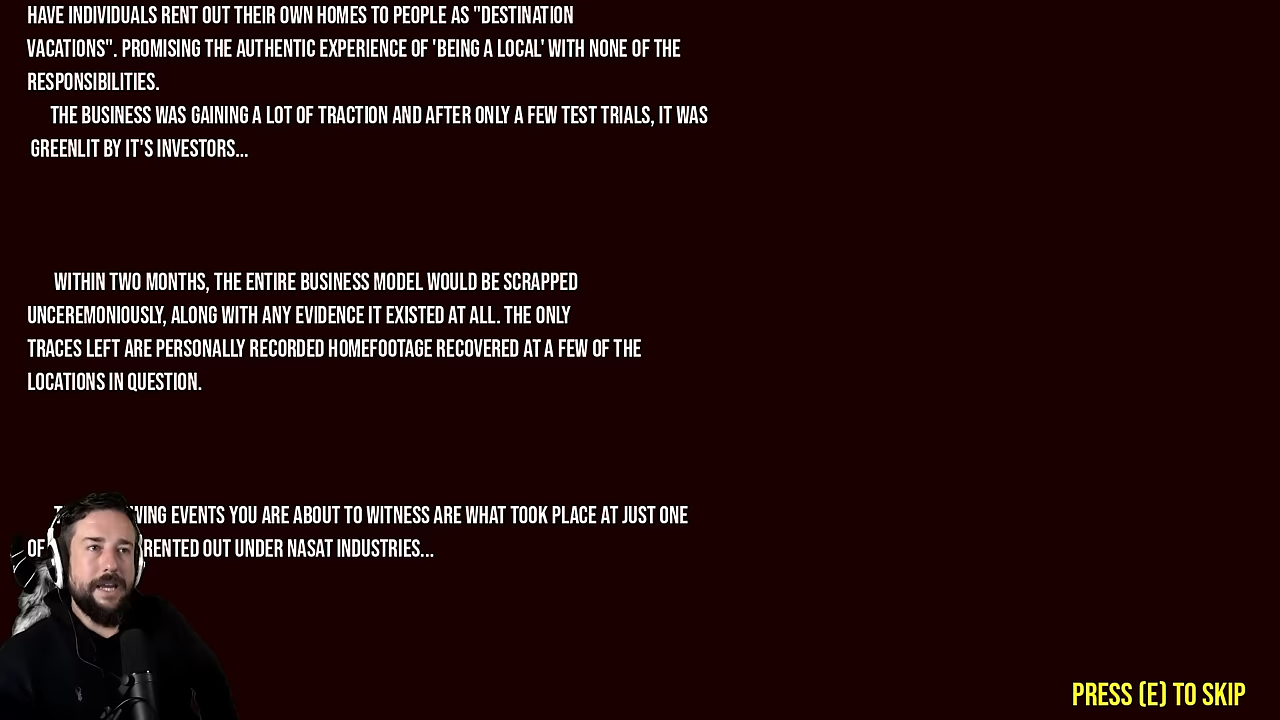 HAVE INDIVIDUALS RENT OUT THEIR OWN HOMES TO PEOPLE AS "DESTINATION
VACATIONS". PROMISING THE AUTHENTIC EXPERIENCE OF 'BEING A LOCAL' WITH NONE OF THE
RESPONSIBILITIES.
THE BUSINESS WAS GAINING A LOT OF TRACTION AND AFTER ONLY A FEW TEST TRIALS, IT WAS
GREENLIT BY IT'S INVESTORS...
WITHIN TWO MONTHS, THE ENTIRE BUSINESS MODEL WOULD BE SCRAPPED
UNCEREMONIOUSLY, ALONG WITH ANY EVIDENCE IT EXISTED AT ALL. THE ONLY
TRACES LEFT ARE PERSONALLY RECORDED HOMEFOOTAGE RECOVERED AT A FEW OF THE
LOCATIONS IN QUESTION.
EVENTS YOU ARE ABOUT TO WITNESS ARE WHAT TOOK PLACE AT JUST ONE
OF RENTED OUT UNDER NASAT INDUSTRIES...
PRESS (E) TO SKIP